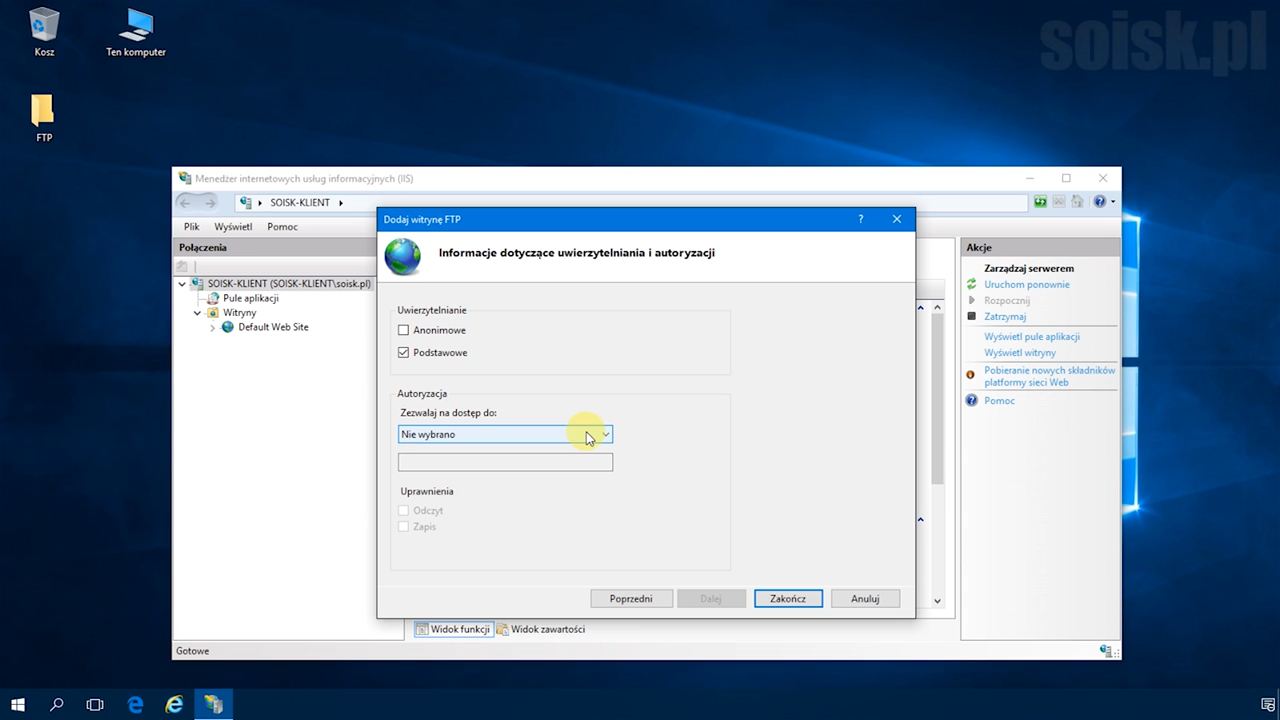 soisk.pl
Kosz
Ten komputer
FTP
Menedżer internetowych usług informacyjnych (IIS)
SOISK-KLIENT
Plik Wyświetl Pomoc
Połączenia
SOISK-KLIENT (SOISK-KLIENT\soisk.pl)
Pule aplikacji
Witryny
Default Web Site
Dodaj witrynę FTP
?
Informacje dotyczące uwierzytelniania i autoryzacji
Uwierzytelnianie
Anonimowe
Podstawowe
Autoryzacja
Zezwalaj na dostęp do:
Nie wybrano
Uprawnienia
Odczyt
Zapis
Poprzedni Dalej Zakończ Anuluj
Akcje
Zarządzaj serwerem
Uruchom ponownie
Rozpocznij
Zatrzymaj
Wyświetl pule aplikacji
Wyświetl witryny
Pobieranie nowych składników
platformy sieci Web
Pomoc
Widok funkcji Widok zawartości
Gotowe